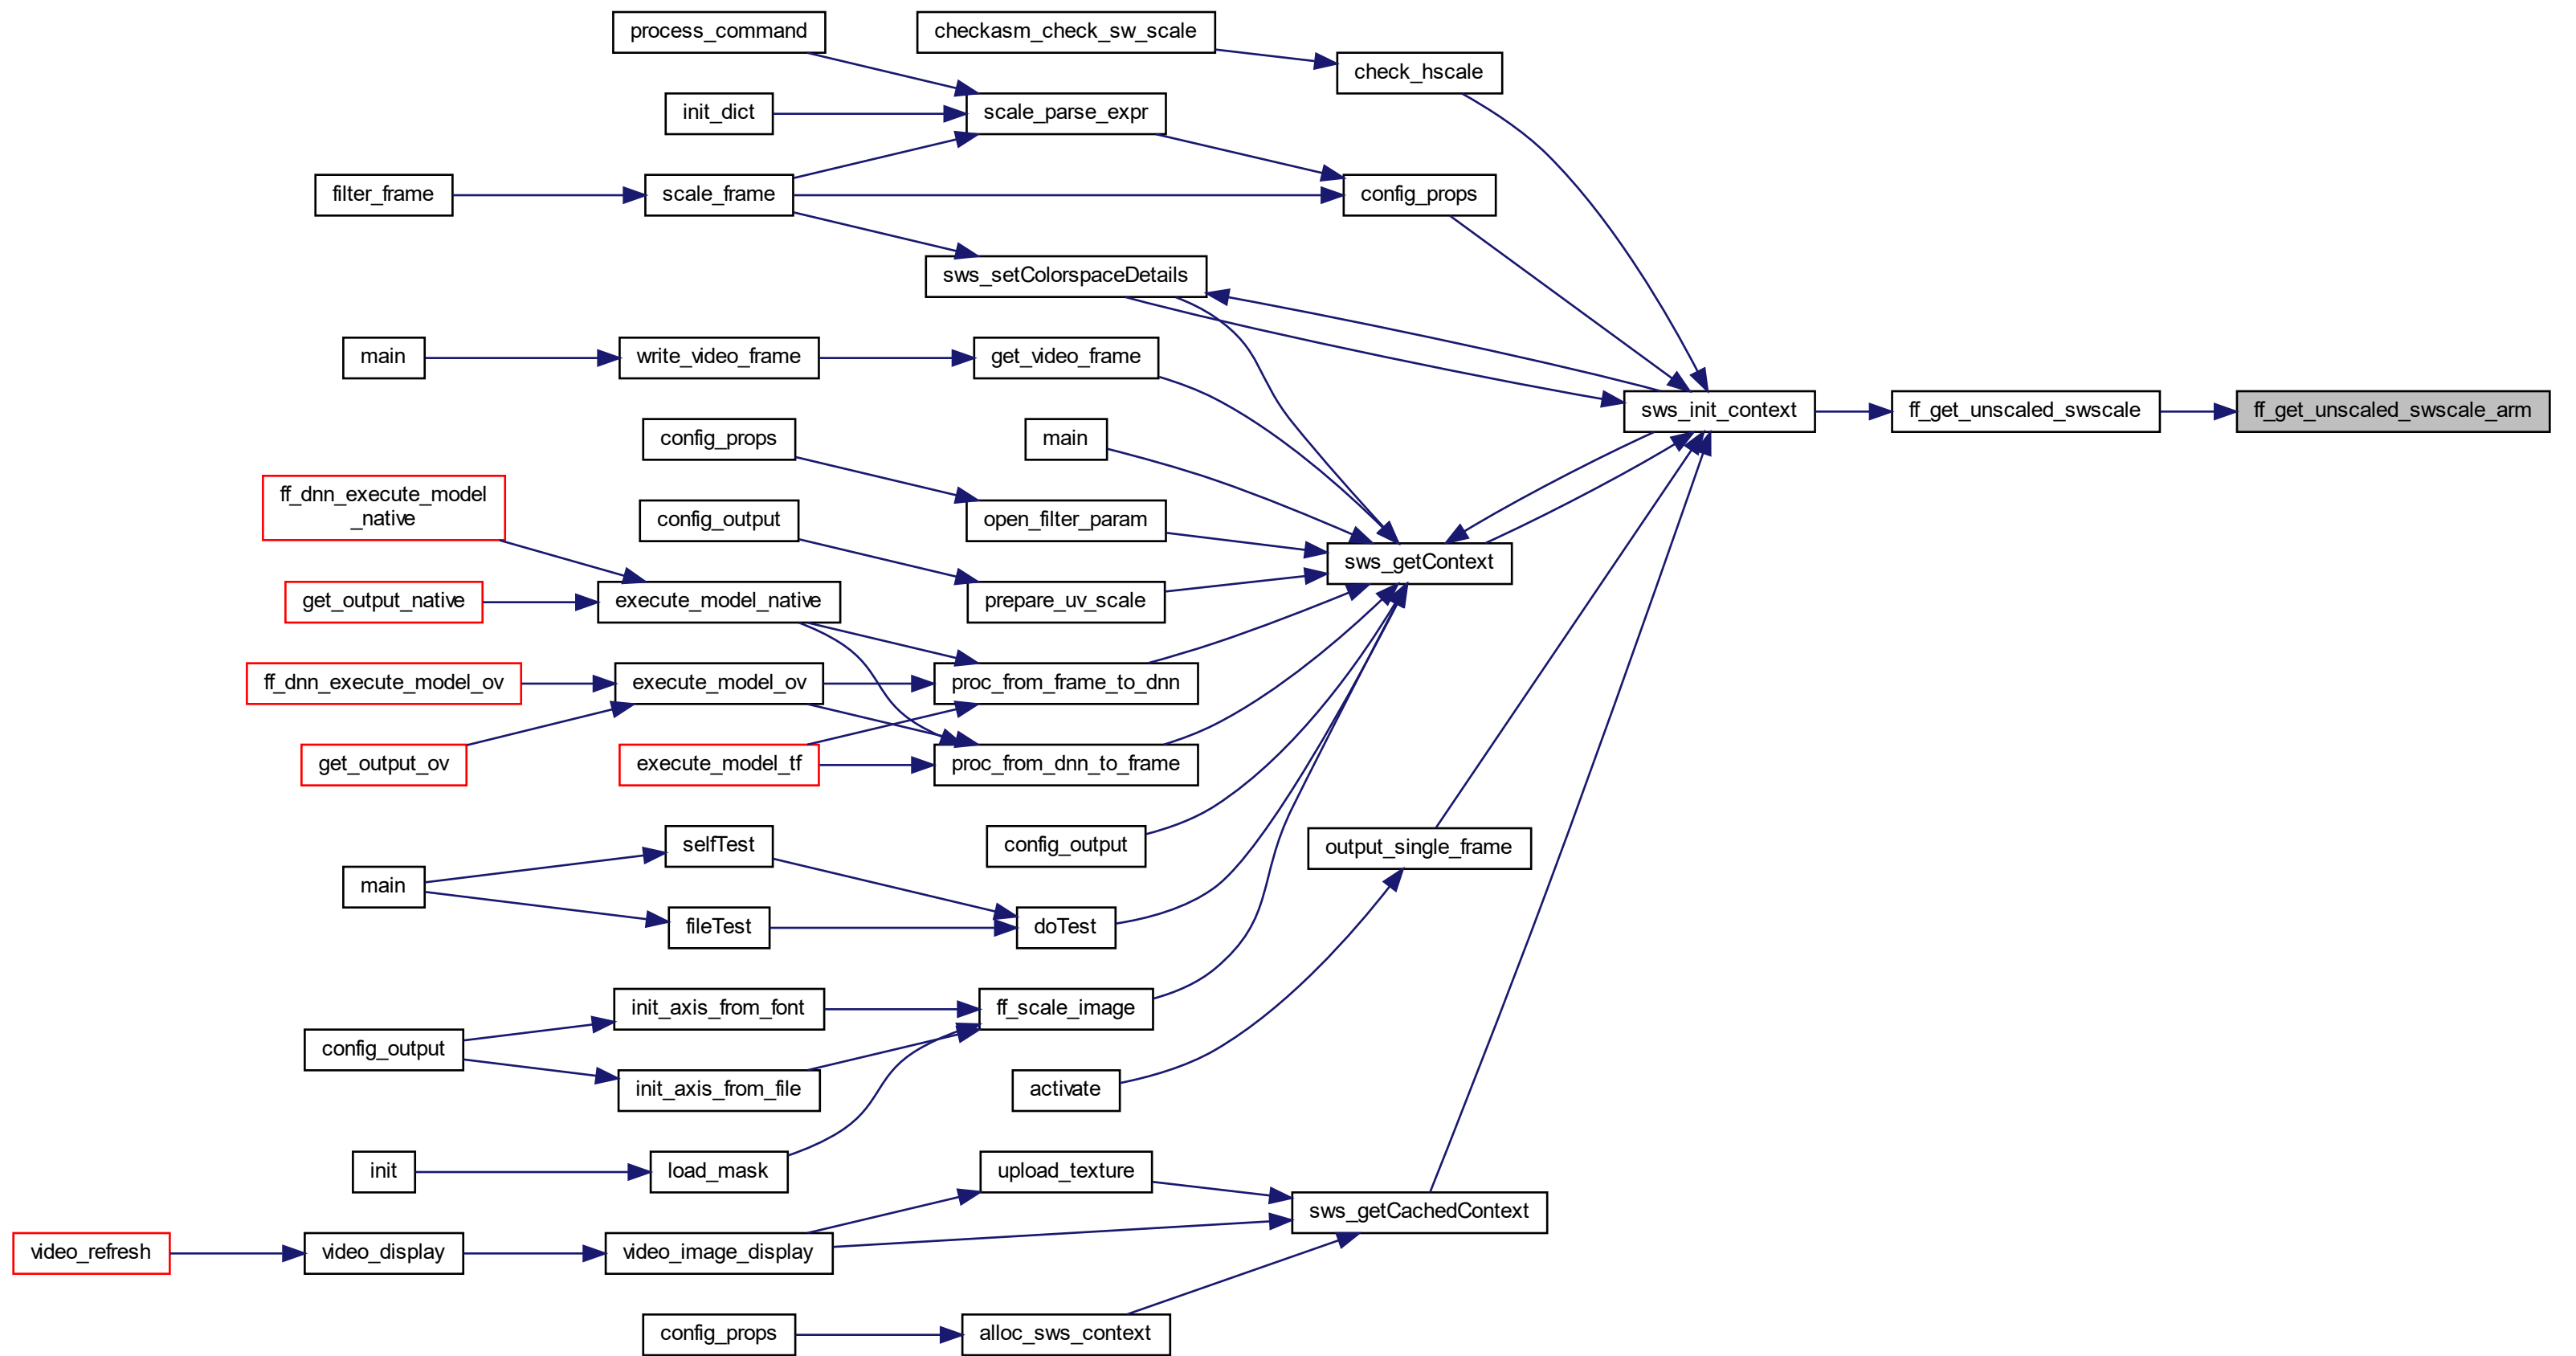 process_command
checkasm_check_sw_scale
check_hscale
init_dict
scale_parse_expr
filter_frame
scale_frame
config_props
sws_setColorspaceDetails
main
write_video_frame
get_video_frame
sws_init_context
ff_get_unscaled_swscale
ff_get_unscaled_swscale_arm
config_props
main
ff_dnn_execute_model
_native
config_output
open_filter_param
sws_getContext
get_output_native
execute_model_native
prepare_uv_scale
ff_dnn_execute_model_ov
execute_model_ov
proc_from_frame_to_dnn
get_output_ov
execute_model_tf
proc_from_dnn_to_frame
selfTest
config_output
output_single_frame
main
fileTest
doTest
init_axis_from_font
ff_scale_image
config_output
init_axis_from_file
activate
init
load_mask
upload_texture
sws_getCachedContext
video_refresh
video_display
video_image_display
config_props
alloc_sws_context